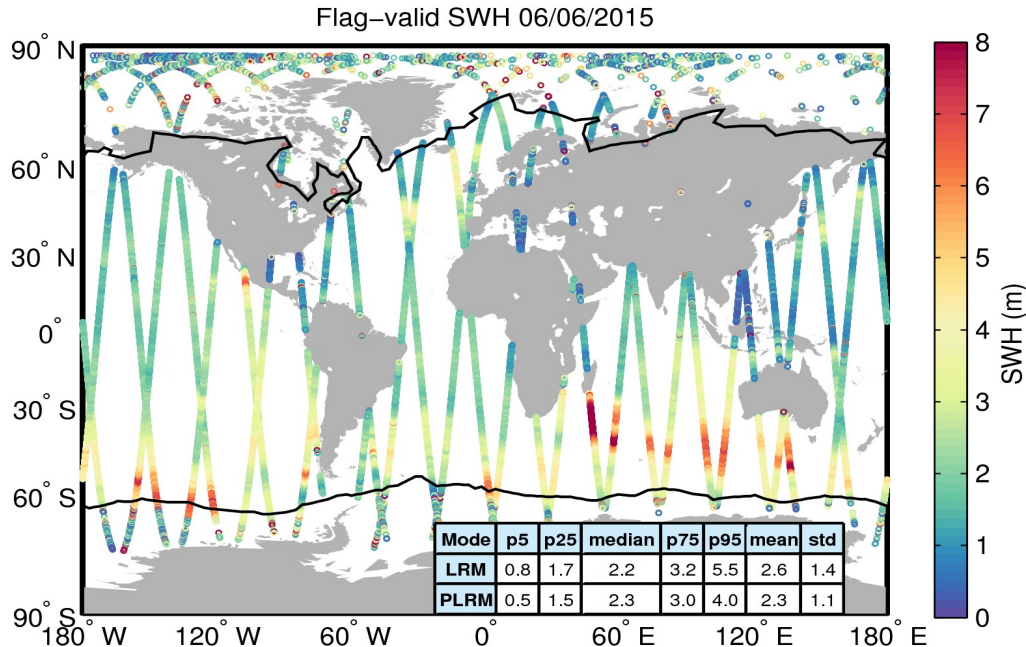 Flag-valid SWH 06/06/2015
90° N
60° N
30° N
0°
30° S
60° S
90° S
180° W 120° W 60° W 0° 60° E 120° E 180° E
8
7
6
5
4
3
2
1
0
SWH (m)
Mode p5 p25 median p75 p95 mean std
LRM 0.8 1.7 2.2 3.2 5.5 2.6 1.4
PLRM 0.5 1.5 2.3 3.0 4.0 2.3 1.1